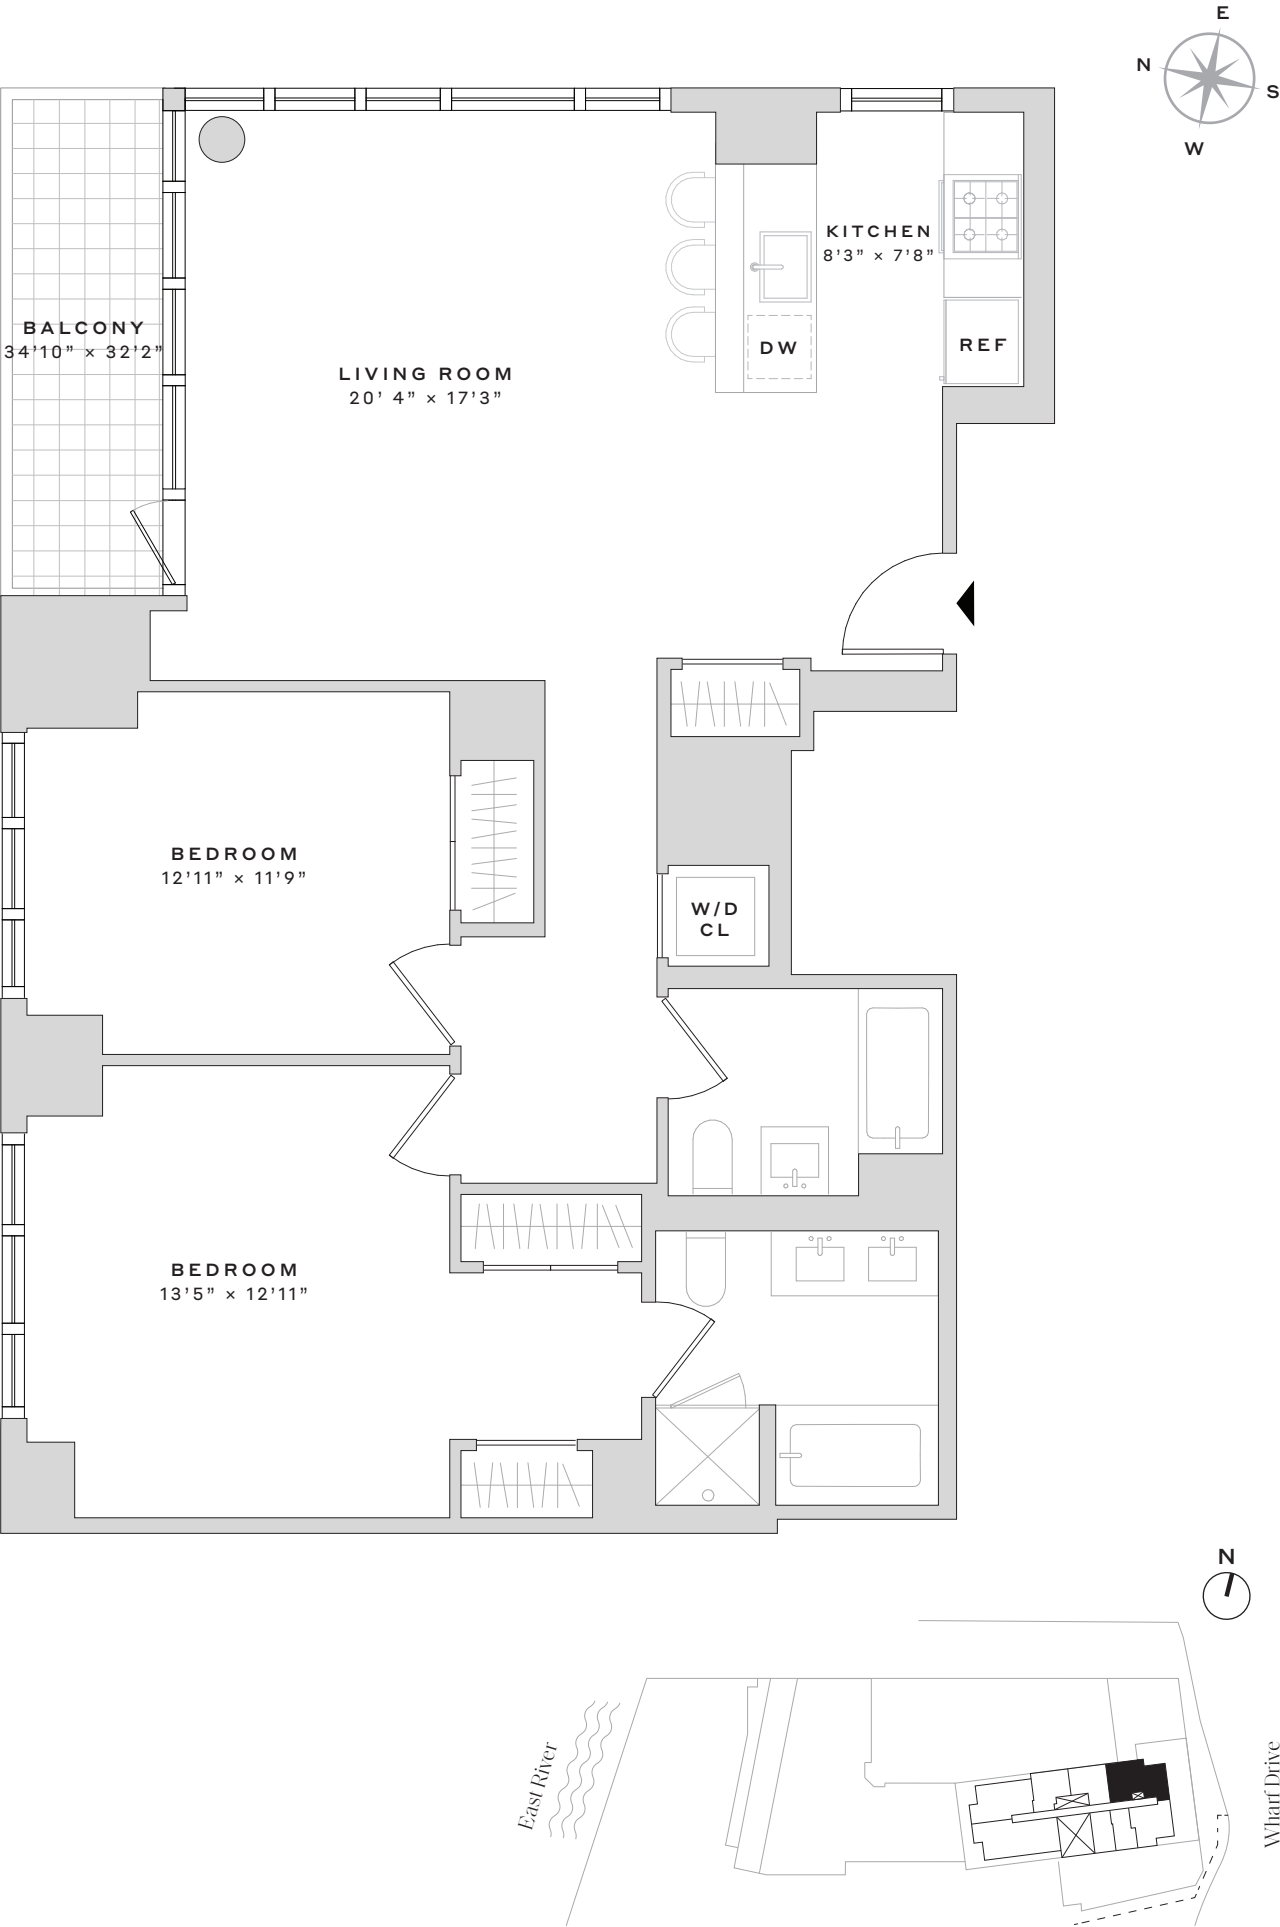 E
N
S
W
KITCHEN
8'3" × 7'8"
BALCONY
34'10" × 32'2"
DW
REF
LIVING ROOM
20' 4" × 17'3"
BEDROOM
12'11" × 11'9"
W/D
CL
BEDROOM
13'5" × 12'11"
N
East River
Wharf Drive